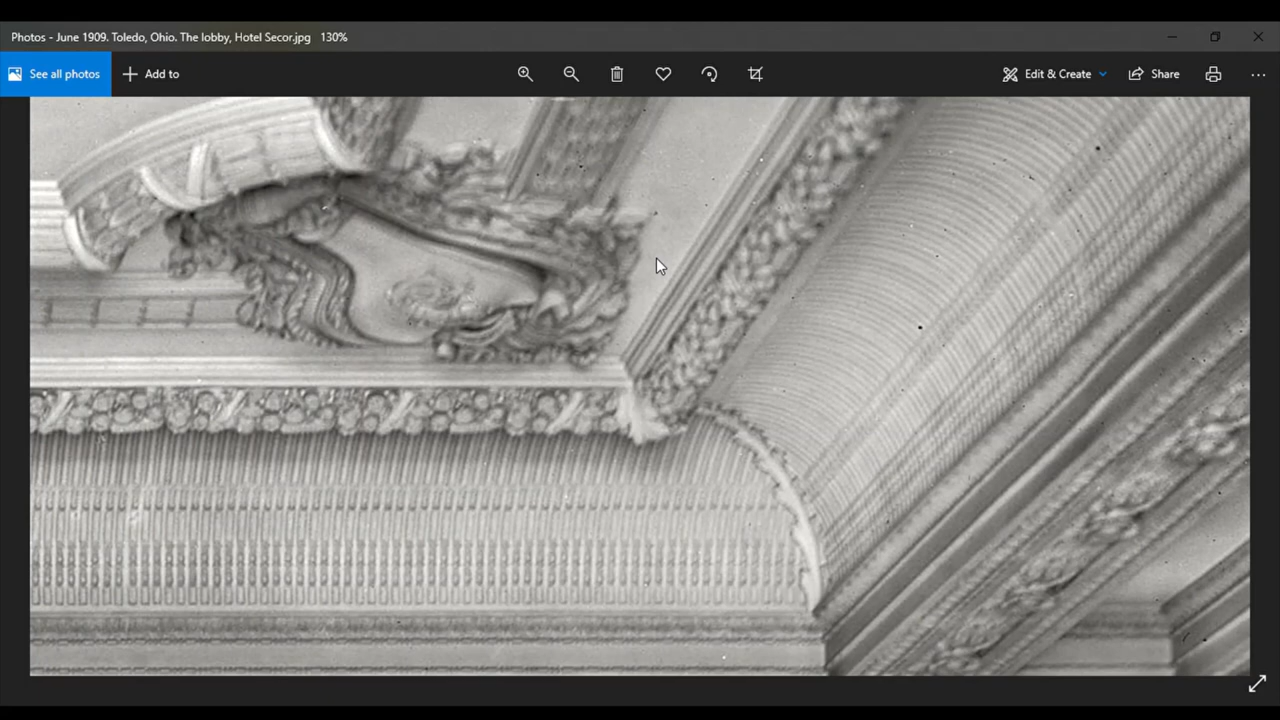 Photos - June 1909. Toledo, Ohio. The lobby, Hotel Secor.jpg 130%
See all photos
Add to
Edit & Create
Share